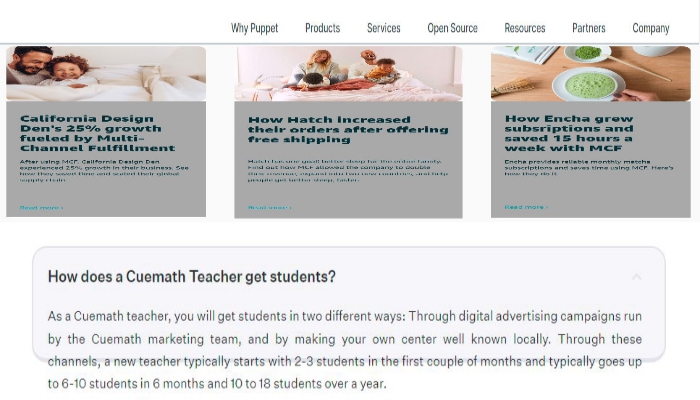 Why Puppet Products Services Open Source Resources Partners Company
California Design
Den's 25% growth
fueled by Multi-
Channel Fulfillment
After using MCF, California Design Den
experienced 25% growth in their business. See
how they saved time and scaled their global
supply chain.
Read more ›
How Hatch increased
their orders after offering
free shipping
Hatch has one goal: better sleep for the entire family.
Find out how MCF allowed the company to double
their revenue, expand into two new countries, and help
people get better sleep, faster.
Read more ›
How Encha grew
subsriptions and
saved 15 hours a
week with MCF
Encha provides reliable monthly matcha
subscriptions and saves time using MCF. Here's
how they do it.
Read more ›
How does a Cuemath Teacher get students?
As a Cuemath teacher, you will get students in two different ways: Through digital advertising campaigns run
by the Cuemath marketing team, and by making your own center well known locally. Through these
channels, a new teacher typically starts with 2-3 students in the first couple of months and typically goes up
to 6-10 students in 6 months and 10 to 18 students over a year.